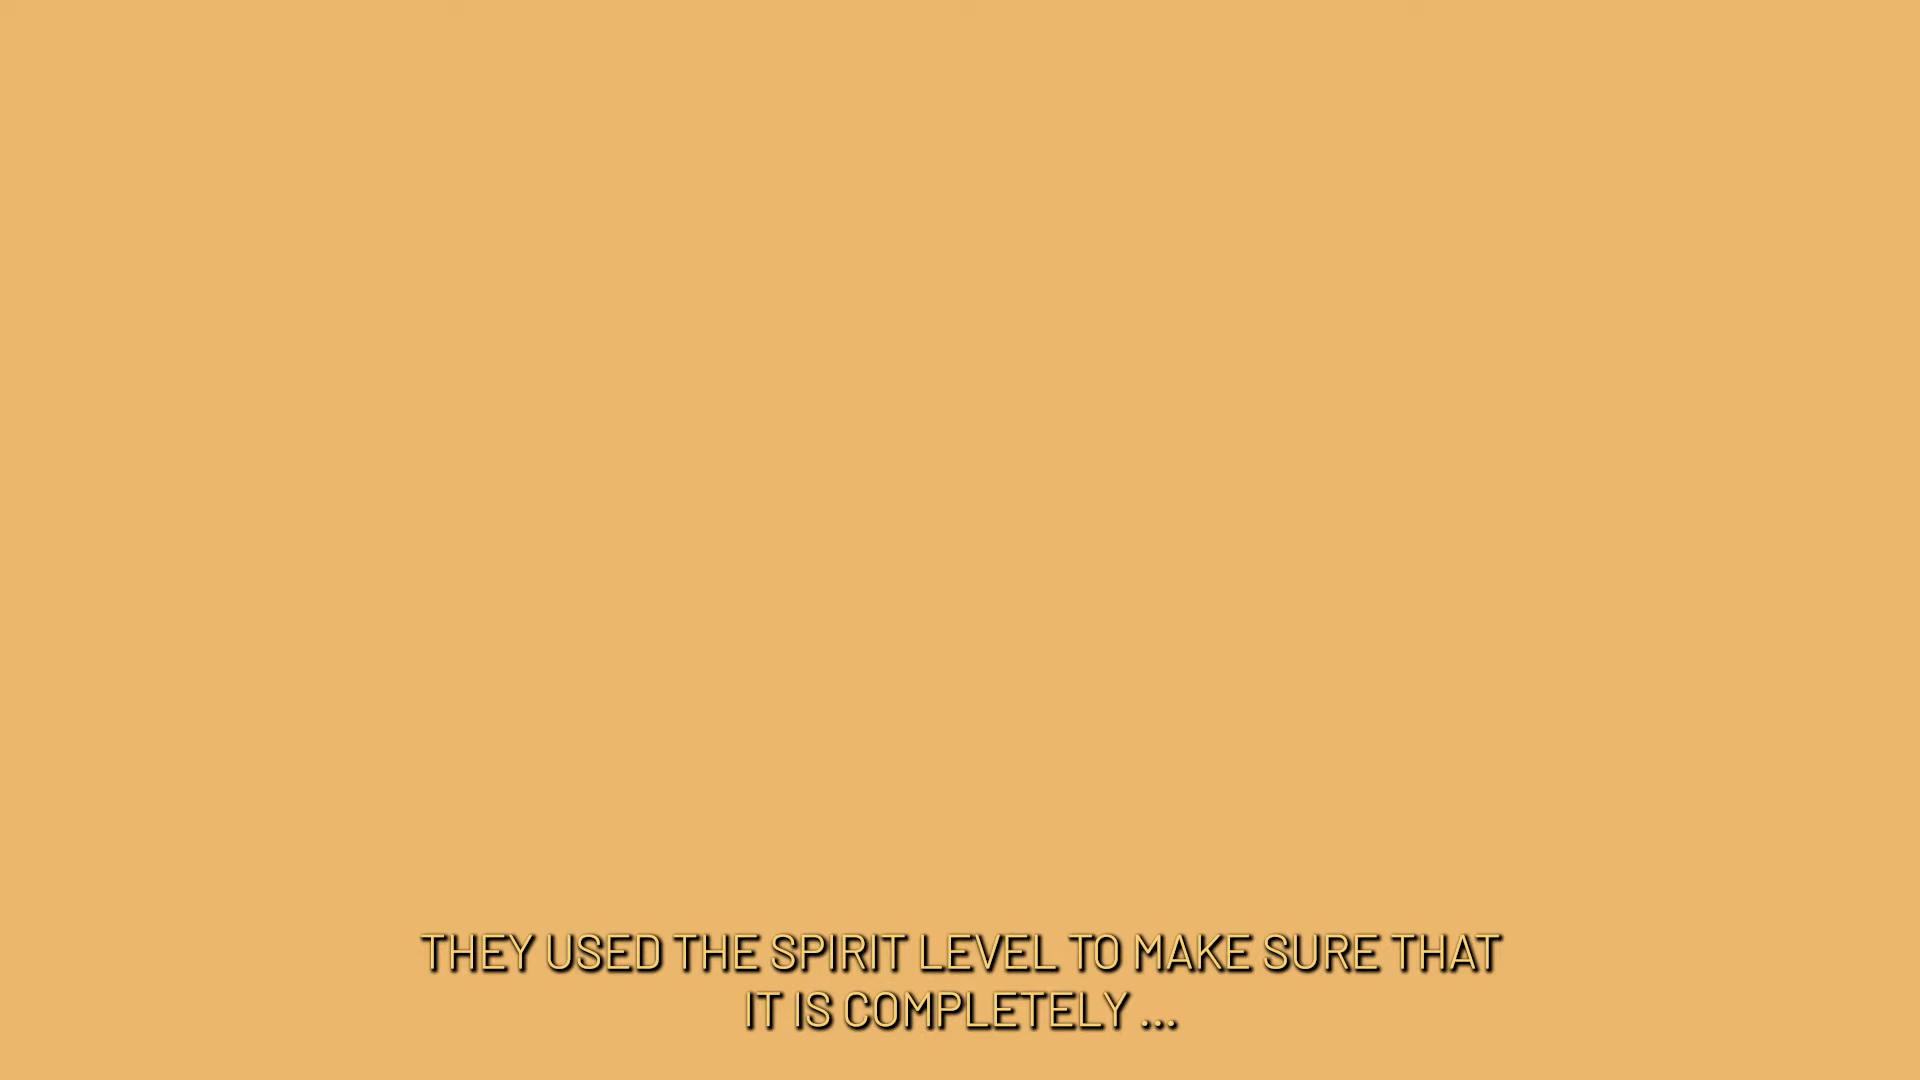 THEY USED THE SPIRIT LEVEL TO MAKE SURE THAT
IT IS COMPLETELY ...